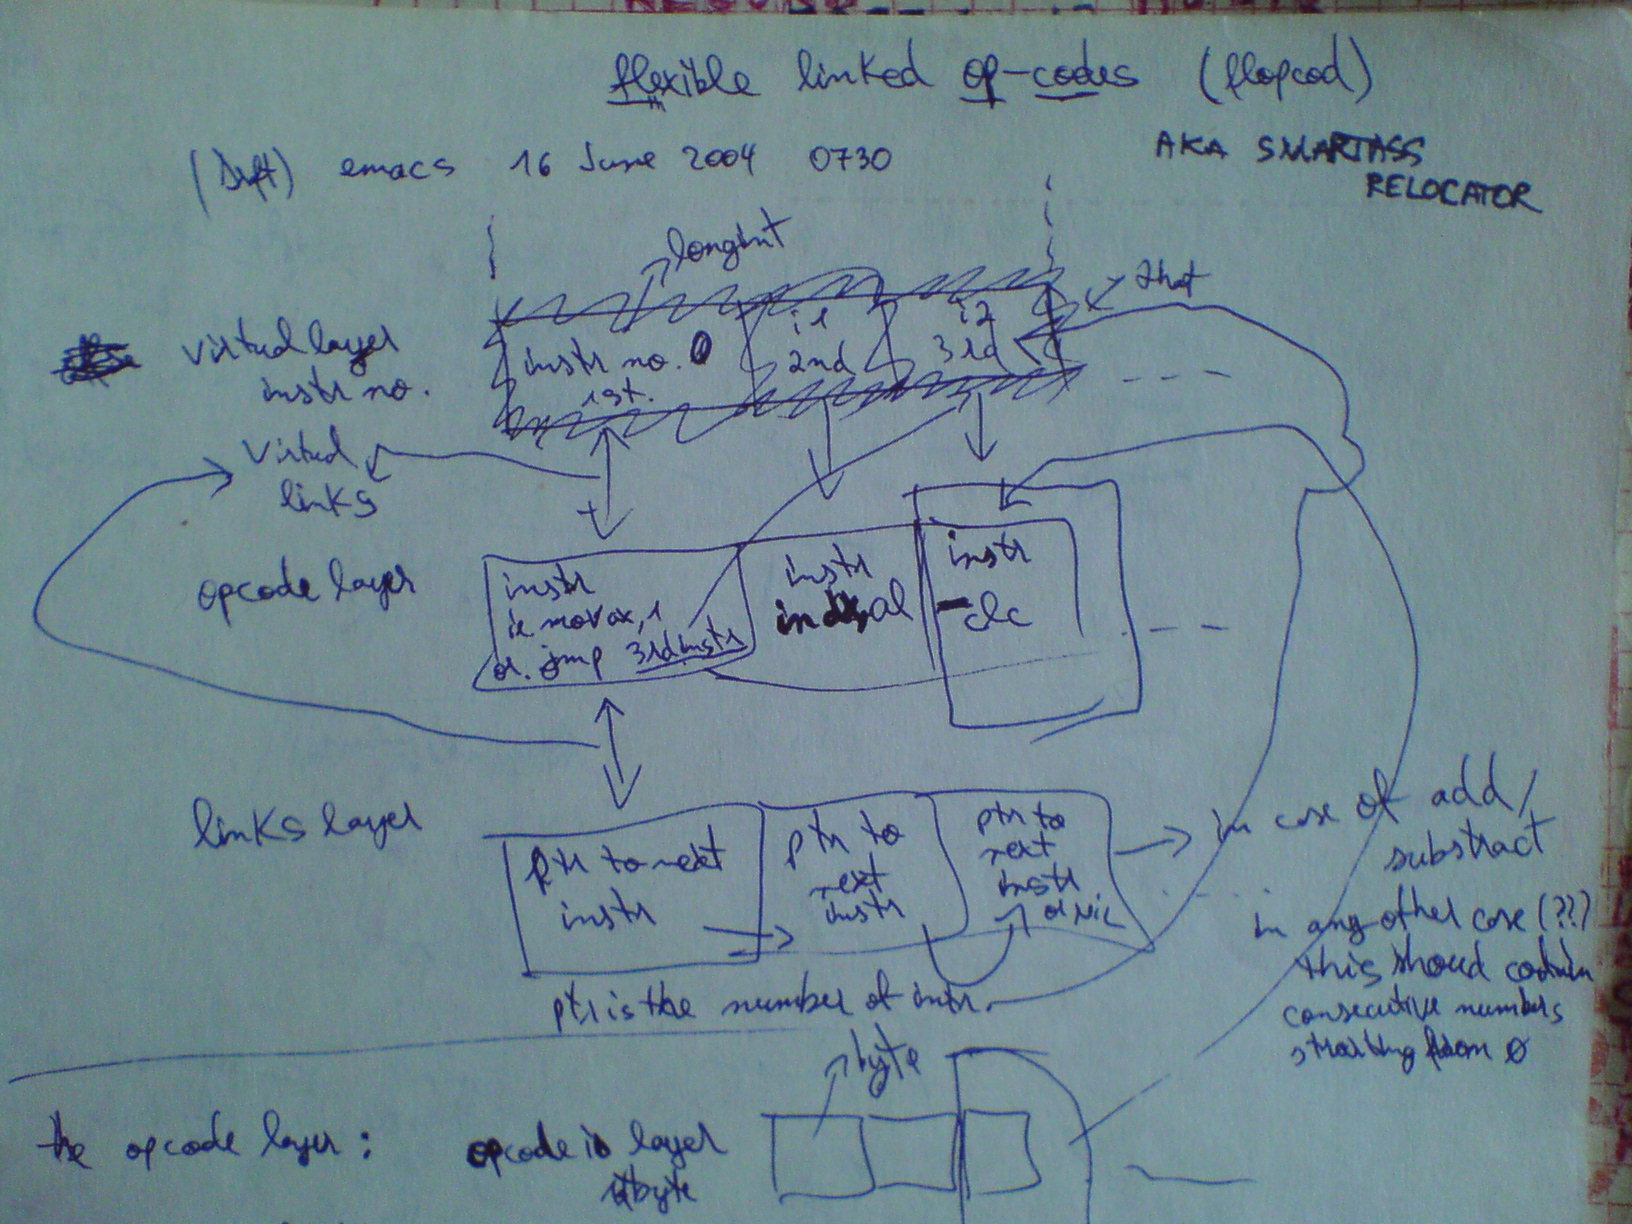 flexible linked op-codes (flopcod)
(Dft) emacs 16 June 2004 0730
AKA SMARTASS
RELOCATOR
longint
that
virtual layer
instr no.
instr no. 0
1st.
i1
2nd
i2
3rd
virtual
links
opcode layer
instr
ie mov ax,1
or. jmp 3rd instr
instr
al
instr
clc
links layer
ptr to next
instr
ptr to
next
instr
ptr to
next
instr
or NIL
in case of add/
substract
in any other case (??)
this should contain
consecutive numbers
starting from 0
ptr is the number of instr.
byte
the opcode layer: opcode layer
byte